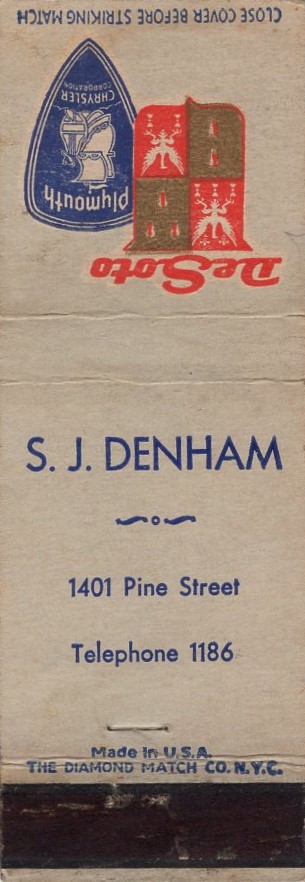 CLOSE COVER BEFORE STRIKING MATCH
CHRYSLER
CORPORATION
Plymouth
DeSoto
S. J. DENHAM
1401 Pine Street
Telephone 1186
Made In U.S.A.
THE DIAMOND MATCH CO. N.Y.C.